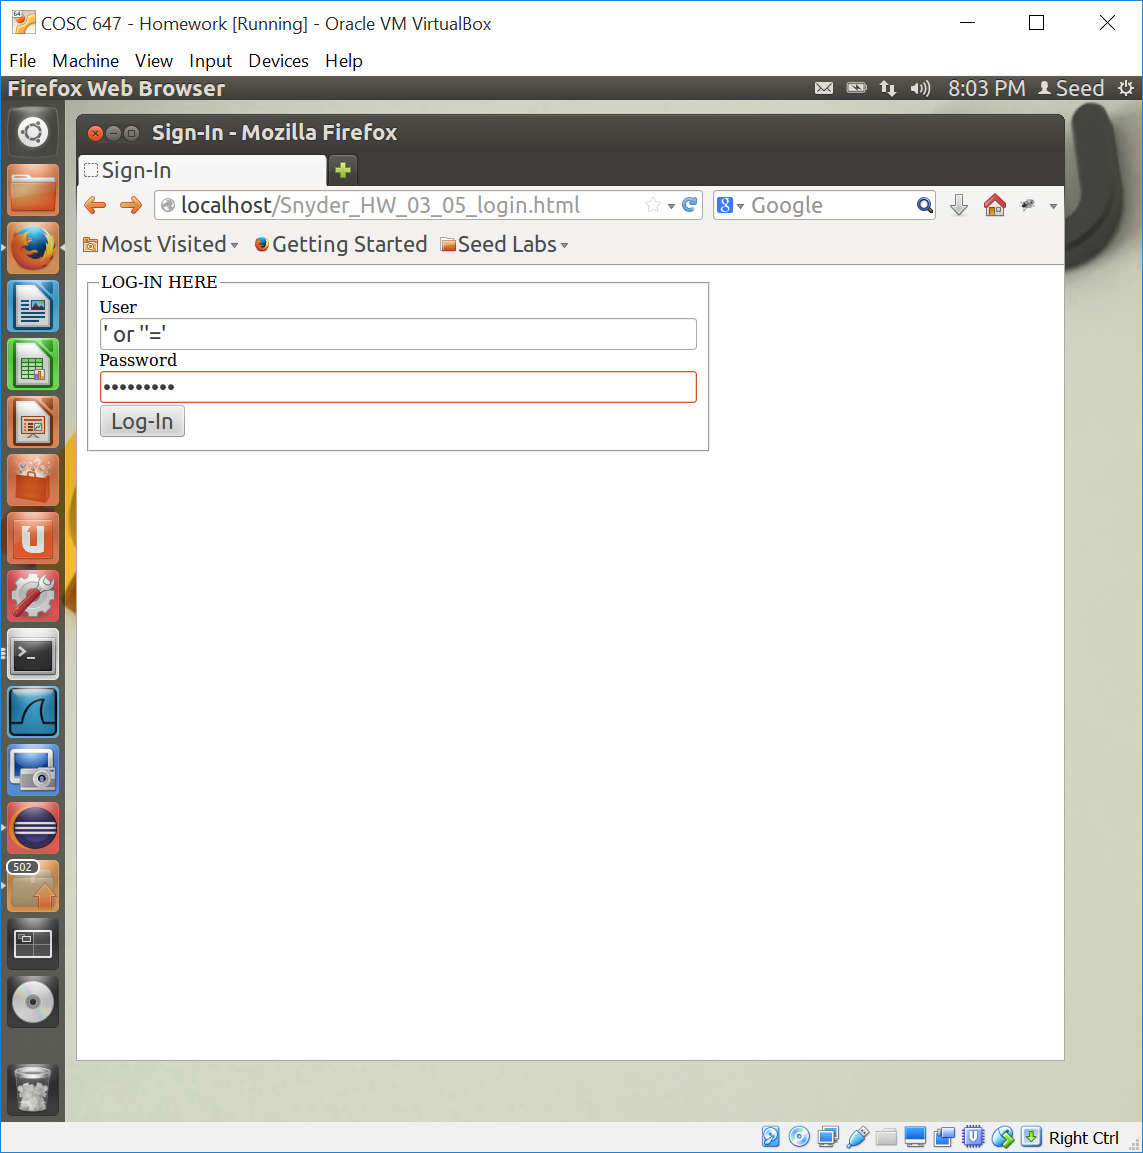 COSC 647 - Homework [Running] - Oracle VM VirtualBox
File Machine View Input Devices Help
Firefox Web Browser 8:03 PM Seed
Sign-In - Mozilla Firefox
Sign-In
localhost/Snyder_HW_03_05_login.html Google
Most Visited Getting Started Seed Labs
LOG-IN HERE
User
' or ''='
Password
•••••••••
Log-In
502
Right Ctrl